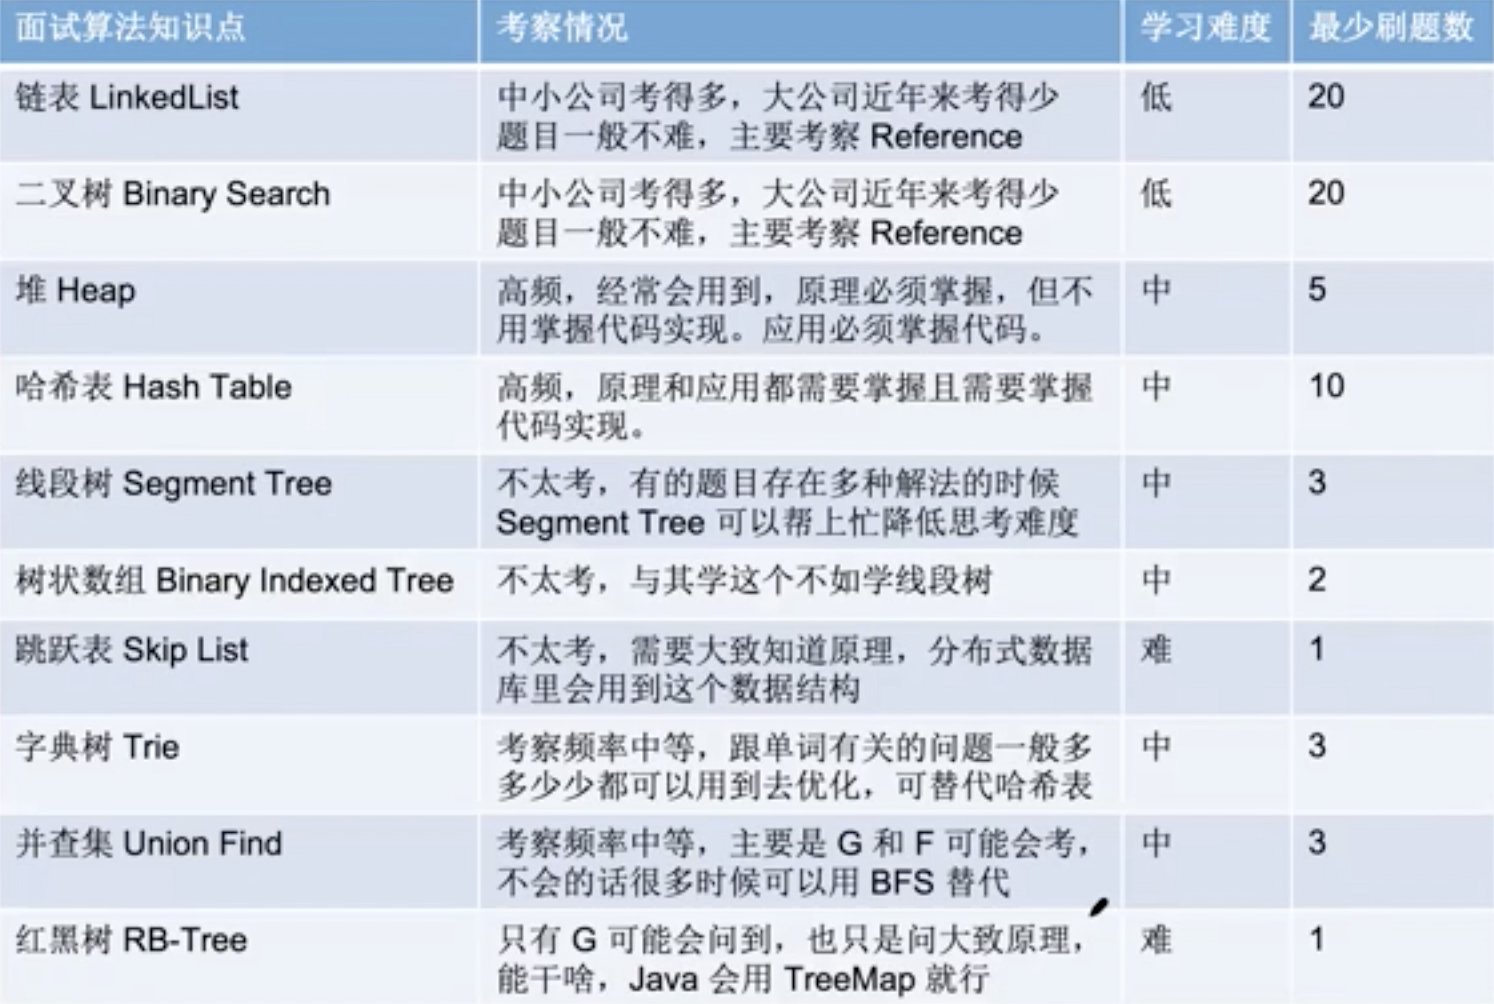 面试算法知识点 考察情况 学习难度 最少刷题数
链表 LinkedList 中小公司考得多，大公司近年来考得少 低 20
题目一般不难，主要考察 Reference
二叉树 Binary Search 中小公司考得多，大公司近年来考得少 低 20
题目一般不难，主要考察 Reference
堆 Heap 高频，经常会用到，原理必须掌握，但不 中 5
用掌握代码实现。应用必须掌握代码。
哈希表 Hash Table 高频，原理和应用都需要掌握且需要掌握 中 10
代码实现。
线段树 Segment Tree 不太考，有的题目存在多种解法的时候 中 3
Segment Tree 可以帮上忙降低思考难度
树状数组 Binary Indexed Tree 不太考，与其学这个不如学线段树 中 2
跳跃表 Skip List 不太考，需要大致知道原理，分布式数据 难 1
库里会用到这个数据结构
字典树 Trie 考察频率中等，跟单词有关的问题一般多 中 3
多少少都可以用到去优化，可替代哈希表
并查集 Union Find 考察频率中等，主要是 G 和 F 可能会考， 中 3
不会的话很多时候可以用 BFS 替代
红黑树 RB-Tree 只有 G 可能会问到，也只是问大致原理， 难 1
能干啥，Java 会用 TreeMap 就行